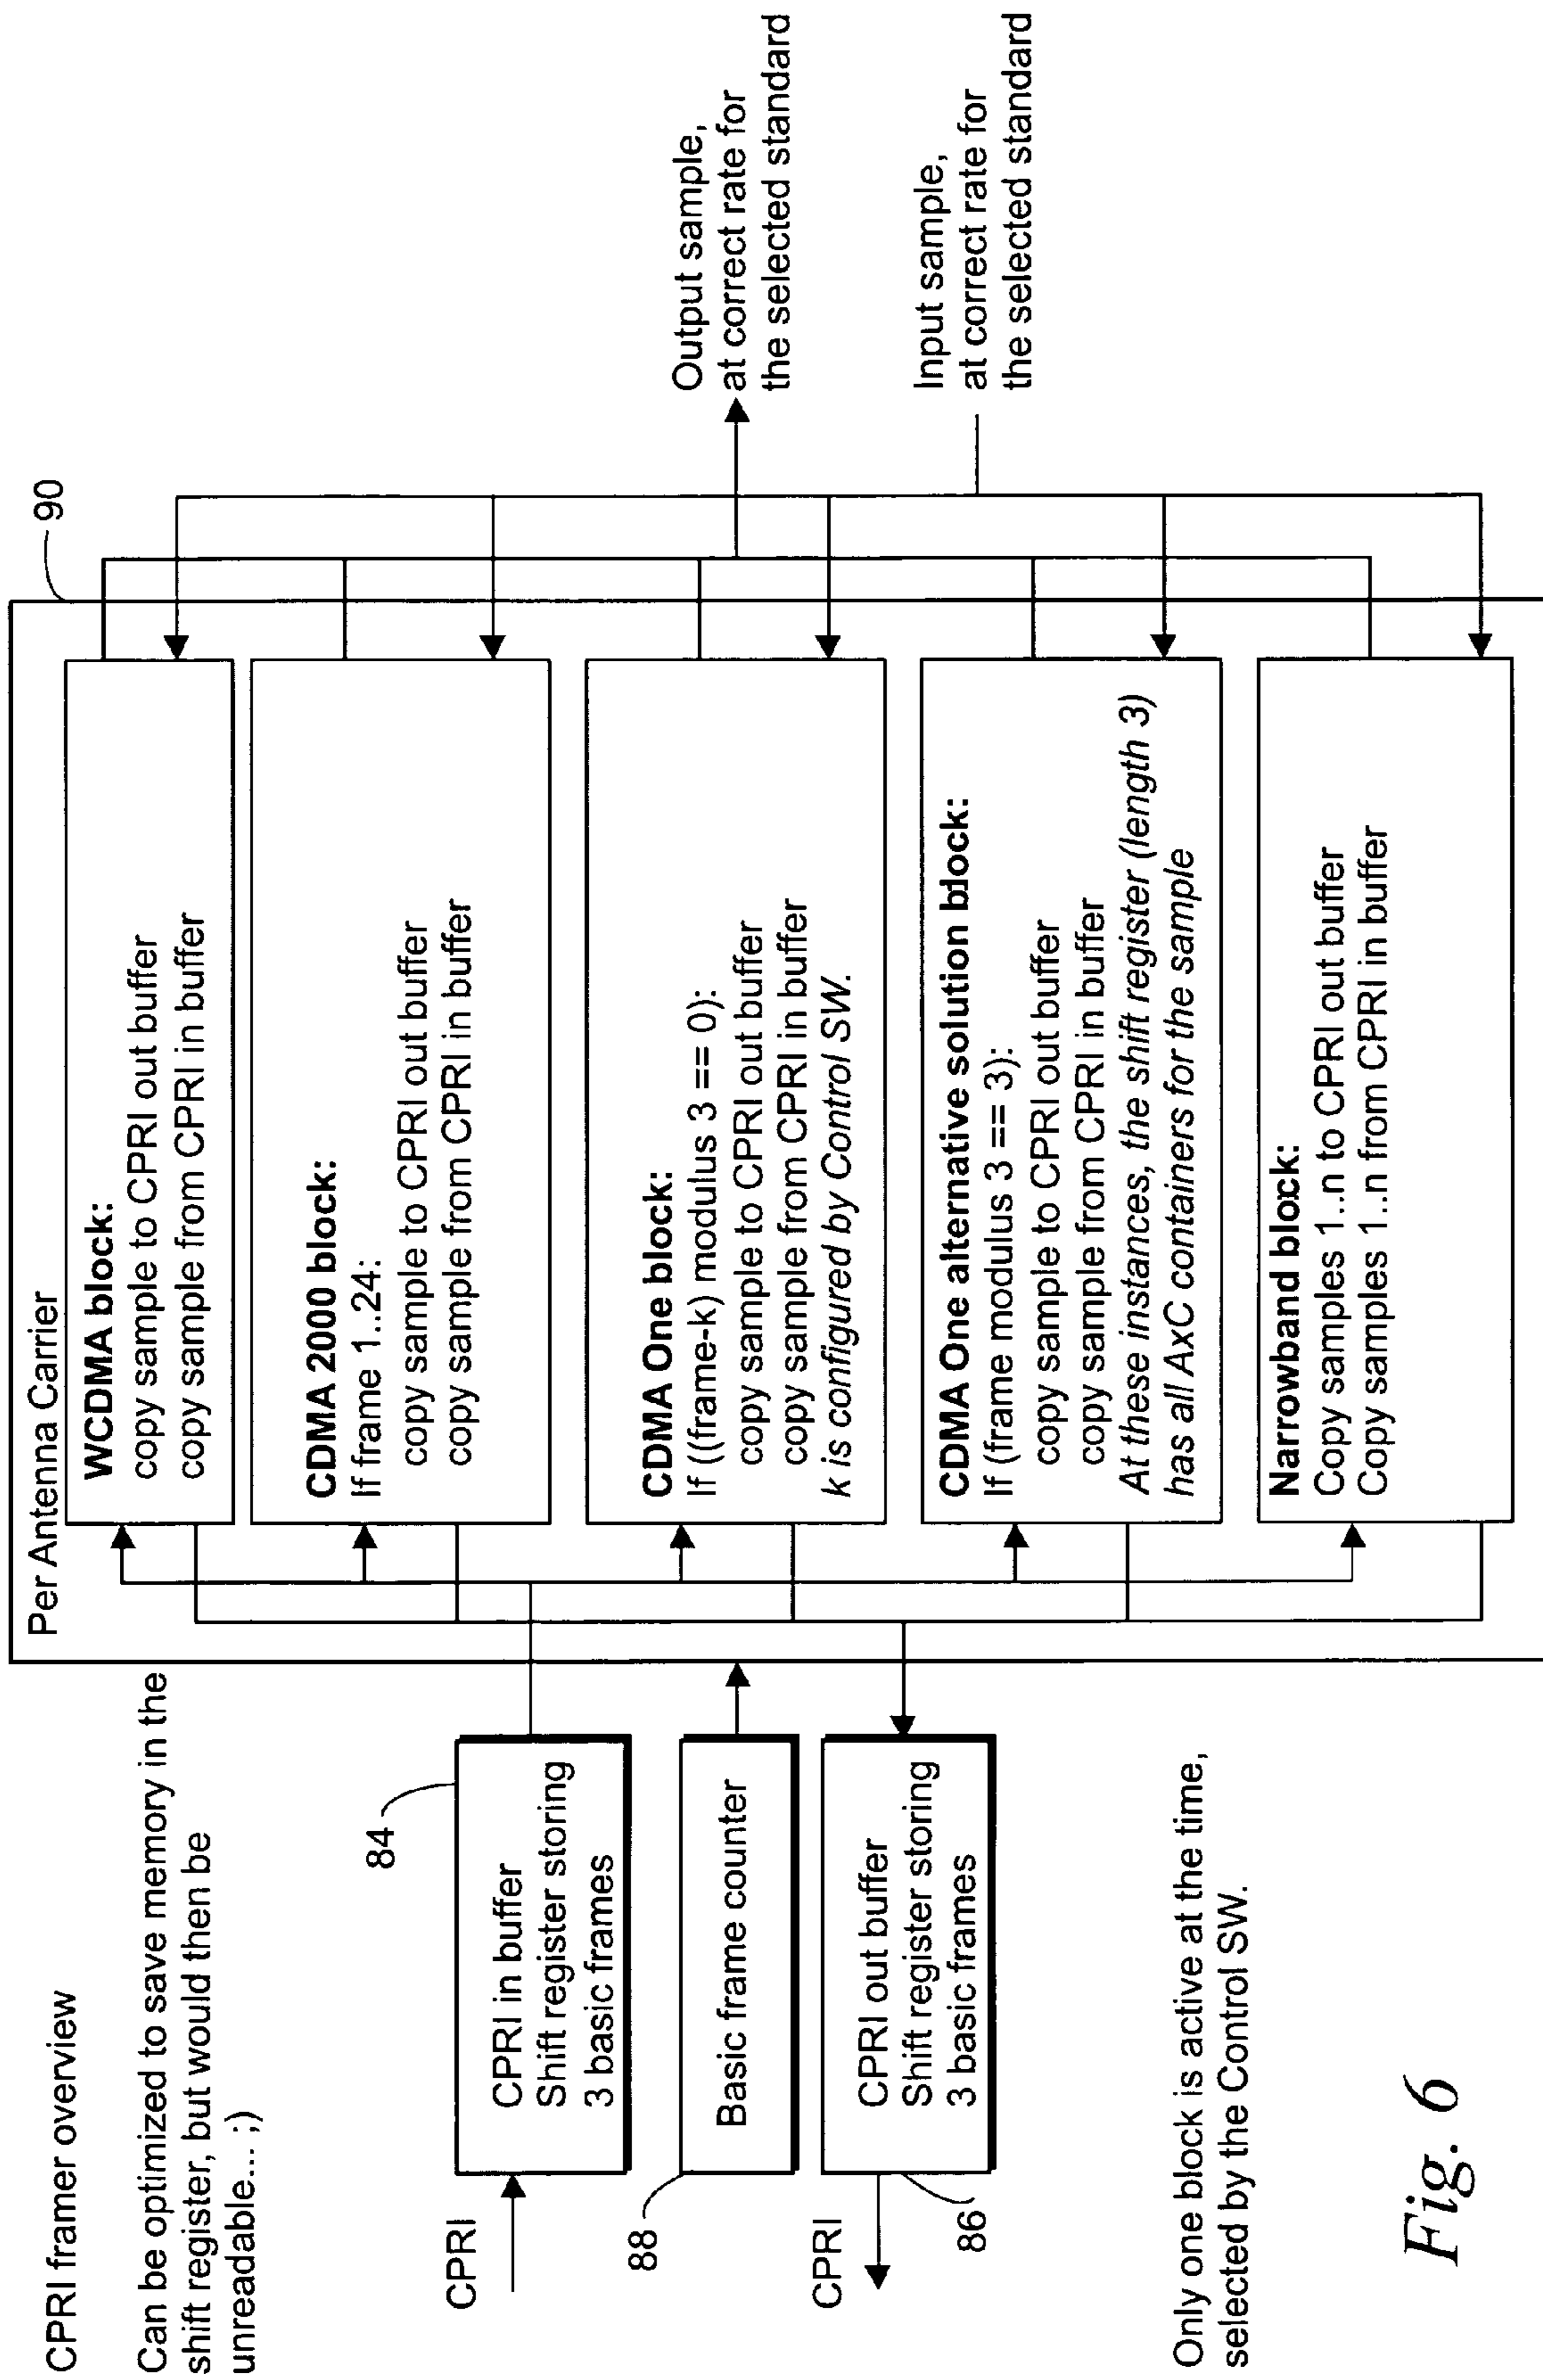 CPRI framer overview
Can be optimized to save memory in the
shift register, but would then be
unreadable... ;)
CPRI
84
CPRI in buffer
Shift register storing
3 basic frames
88
Basic frame counter
CPRI
86
CPRI out buffer
Shift register storing
3 basic frames
Only one block is active at the time,
selected by the Control SW.
Per Antenna Carrier
90
WCDMA block:
copy sample to CPRI out buffer
copy sample from CPRI in buffer
CDMA 2000 block:
If frame 1..24:
copy sample to CPRI out buffer
copy sample from CPRI in buffer
CDMA One block:
If ((frame-k) modulus 3 == 0):
copy sample to CPRI out buffer
copy sample from CPRI in buffer
k is configured by Control SW.
CDMA One alternative solution block:
If (frame modulus 3 == 3):
copy sample to CPRI out buffer
copy sample from CPRI in buffer
At these instances, the shift register (length 3)
has all AxC containers for the sample
Narrowband block:
Copy samples 1..n to CPRI out buffer
Copy samples 1..n from CPRI in buffer
Output sample,
at correct rate for
the selected standard
Input sample,
at correct rate for
the selected standard
Fig. 6